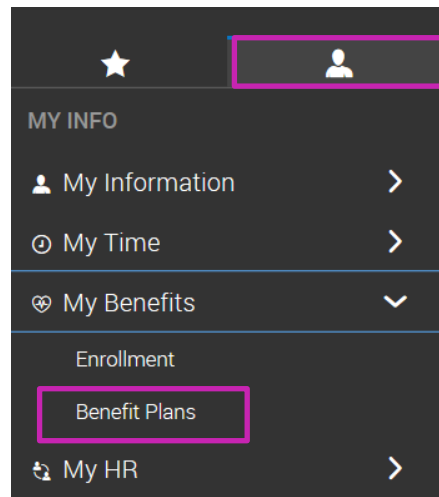 MY INFO
My Information
My Time
My Benefits
Enrollment
Benefit Plans
My HR